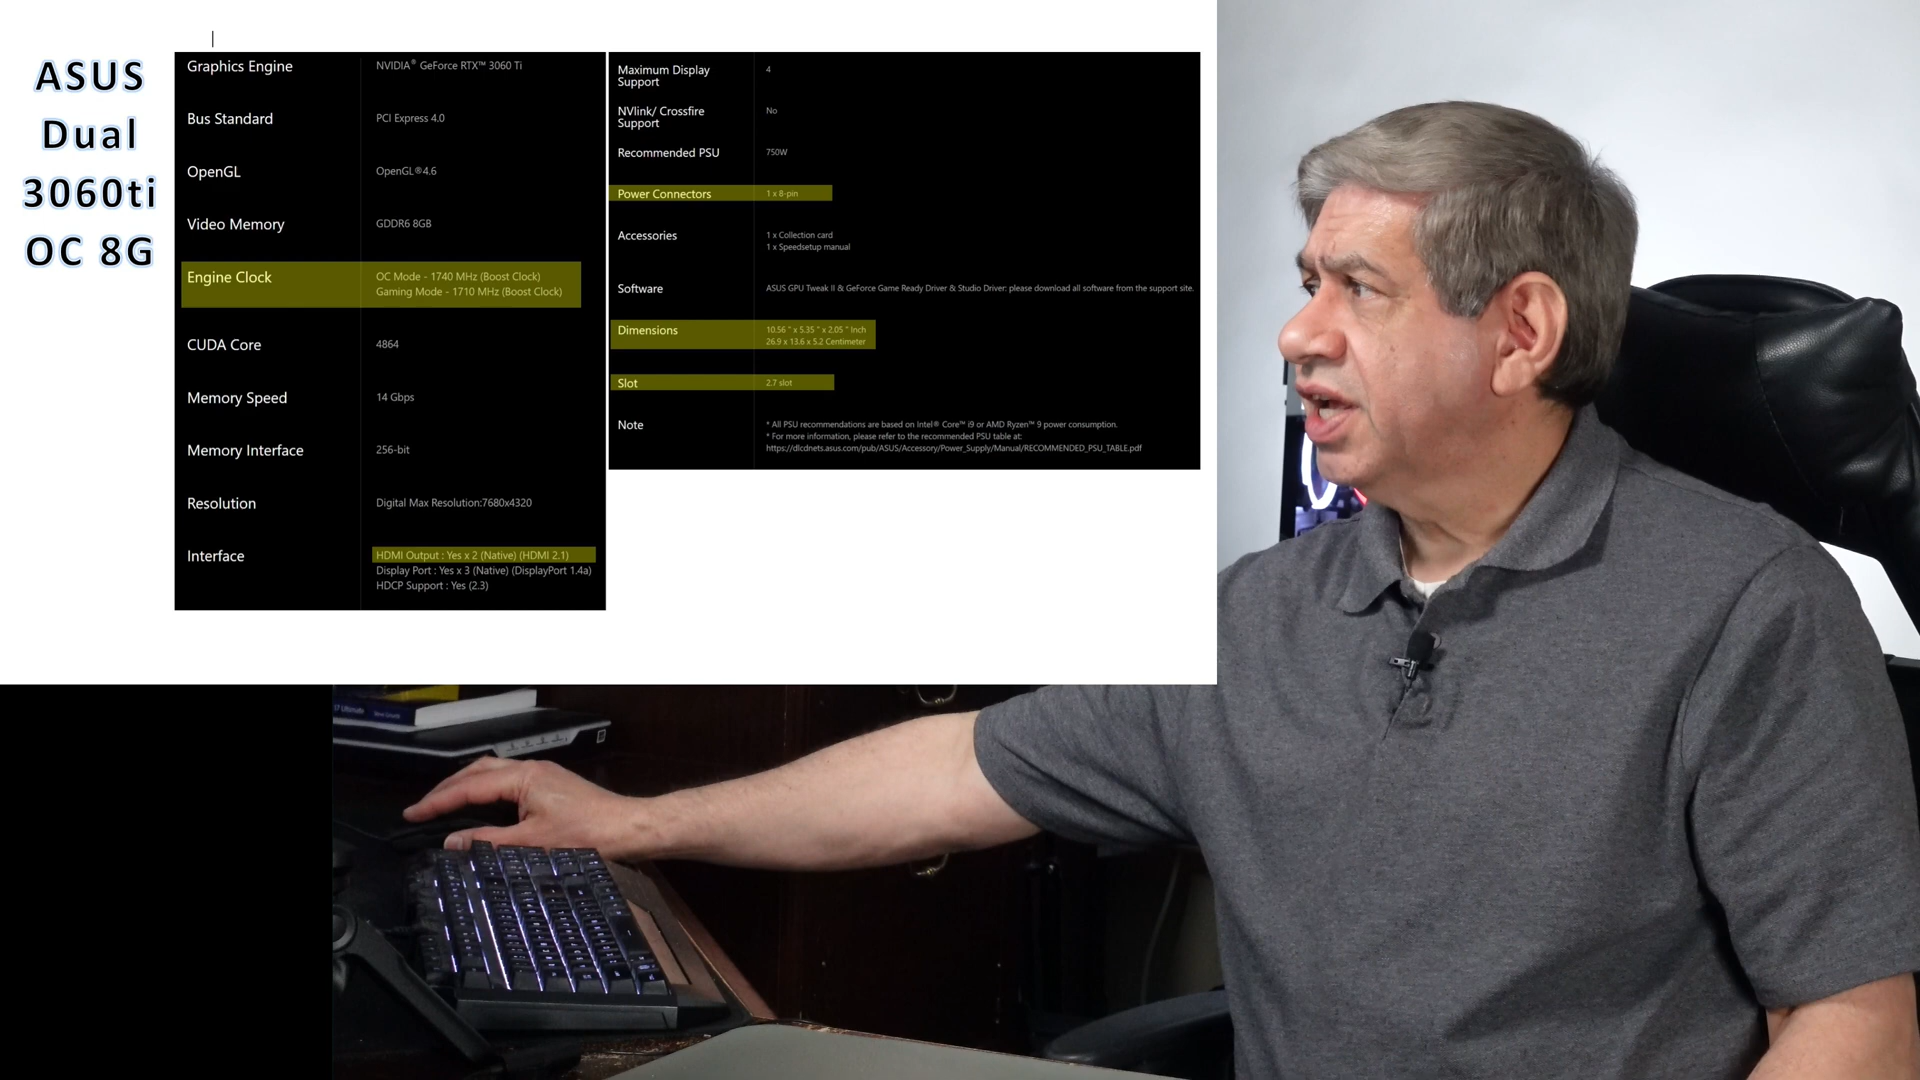 ASUS
Dual
3060ti
OC 8G
Graphics Engine NVIDIA® GeForce RTX™ 3060 Ti
Bus Standard PCI Express 4.0
OpenGL OpenGL®4.6
Video Memory GDDR6 8GB
Engine Clock OC Mode - 1740 MHz (Boost Clock)
Gaming Mode - 1710 MHz (Boost Clock)
CUDA Core 4864
Memory Speed 14 Gbps
Memory Interface 256-bit
Resolution Digital Max Resolution:7680x4320
Interface HDMI Output : Yes x 2 (Native) (HDMI 2.1)
Display Port : Yes x 3 (Native) (DisplayPort 1.4a)
HDCP Support : Yes (2.3)
Maximum Display 4
Support
NVlink/ Crossfire No
Support
Recommended PSU 750W
Power Connectors 1 x 8-pin
Accessories 1 x Collection card
1 x Speedsetup manual
Software ASUS GPU Tweak II & GeForce Game Ready Driver & Studio Driver: please download all software from the support site.
Dimensions 10.56 " x 5.35 " x 2.05 " Inch
26.9 x 13.6 x 5.2 Centimeter
Slot 2.7 slot
Note * All PSU recommendations are based on Intel® Core™ i9 or AMD Ryzen™ 9 power consumption.
* For more information, please refer to the recommended PSU table at:
https://dlcdnets.asus.com/pub/ASUS/Accessory/Power_Supply/Manual/RECOMMENDED_PSU_TABLE.pdf